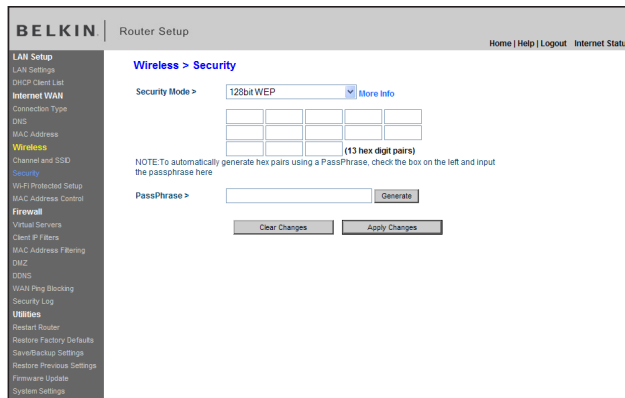 BELKIN.
Router Setup
Home | Help | Logout Internet Statu
LAN Setup
LAN Settings
DHCP Client List
Internet WAN
Connection Type
DNS
MAC Address
Wireless
Channel and SSID
Security
Wi-Fi Protected Setup
MAC Address Control
Firewall
Virtual Servers
Client IP Filters
MAC Address Filtering
DMZ
DDNS
WAN Ping Blocking
Security Log
Utilities
Restart Router
Restore Factory Defaults
Save/Backup Settings
Restore Previous Settings
Firmware Update
System Settings
Wireless > Security
Security Mode > 128bit WEP More Info
(13 hex digit pairs)
NOTE:To automatically generate hex pairs using a PassPhrase, check the box on the left and input
the passphrase here
PassPhrase > Generate
Clear Changes Apply Changes